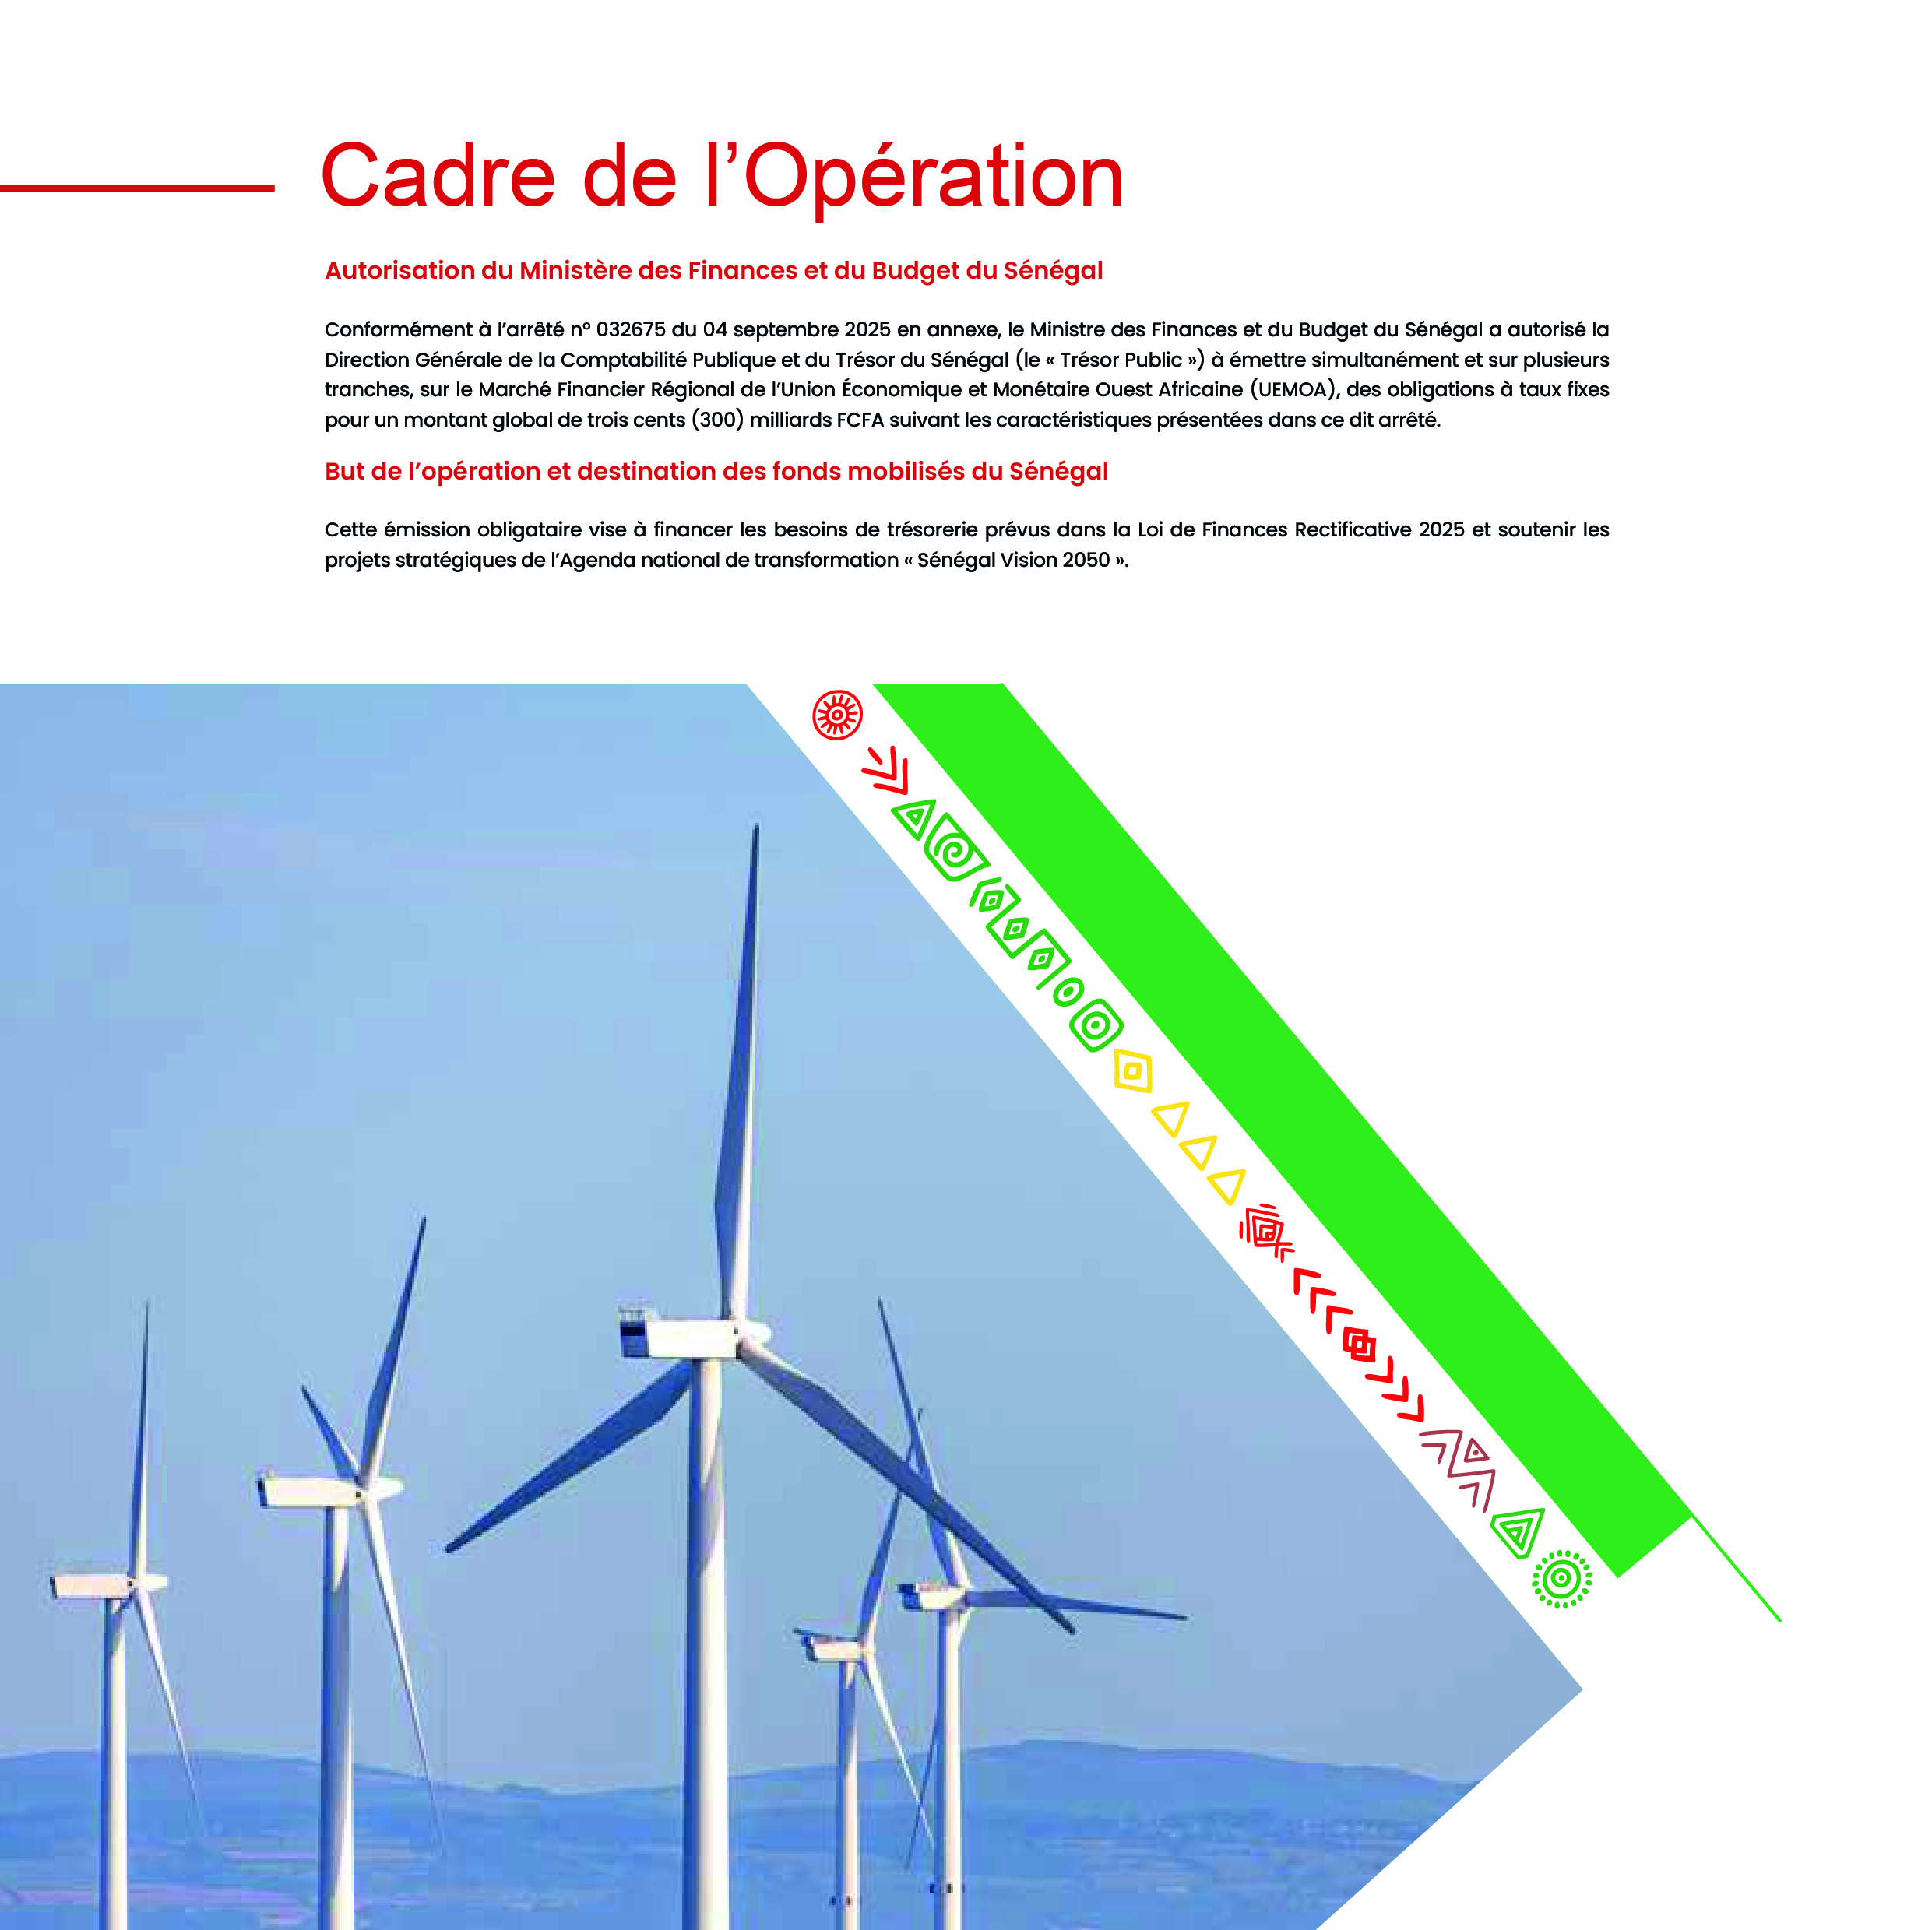 Cadre de l’Opération
Autorisation du Ministère des Finances et du Budget du Sénégal
Conformément à l’arrêté n° 032675 du 04 septembre 2025 en annexe, le Ministre des Finances et du Budget du Sénégal a autorisé la
Direction Générale de la Comptabilité Publique et du Trésor du Sénégal (le « Trésor Public ») à émettre simultanément et sur plusieurs
tranches, sur le Marché Financier Régional de l’Union Économique et Monétaire Ouest Africaine (UEMOA), des obligations à taux fixes
pour un montant global de trois cents (300) milliards FCFA suivant les caractéristiques présentées dans ce dit arrêté.
But de l’opération et destination des fonds mobilisés du Sénégal
Cette émission obligataire vise à financer les besoins de trésorerie prévus dans la Loi de Finances Rectificative 2025 et soutenir les
projets stratégiques de l’Agenda national de transformation « Sénégal Vision 2050 ».